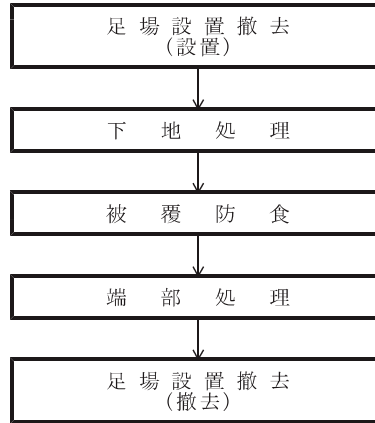 足場設置撤去
(設置)
下地処理
被覆防食
端部処理
足場設置撤去
(撤去)